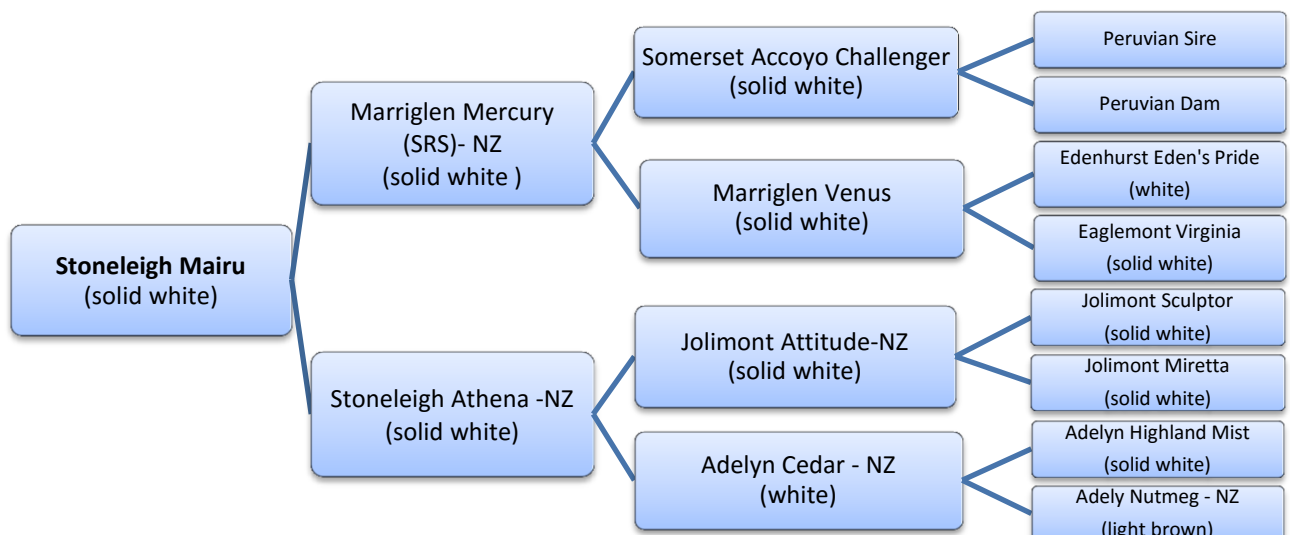 Stoneleigh Mairu
(solid white)
Marriglen Mercury
(SRS)- NZ
(solid white )
Stoneleigh Athena -NZ
(solid white)
Somerset Accoyo Challenger
(solid white)
Marriglen Venus
(solid white)
Jolimont Attitude-NZ
(solid white)
Adelyn Cedar - NZ
(white)
Peruvian Sire
Peruvian Dam
Edenhurst Eden's Pride
(white)
Eaglemont Virginia
(solid white)
Jolimont Sculptor
(solid white)
Jolimont Miretta
(solid white)
Adelyn Highland Mist
(solid white)
Adely Nutmeg - NZ
(light brown)